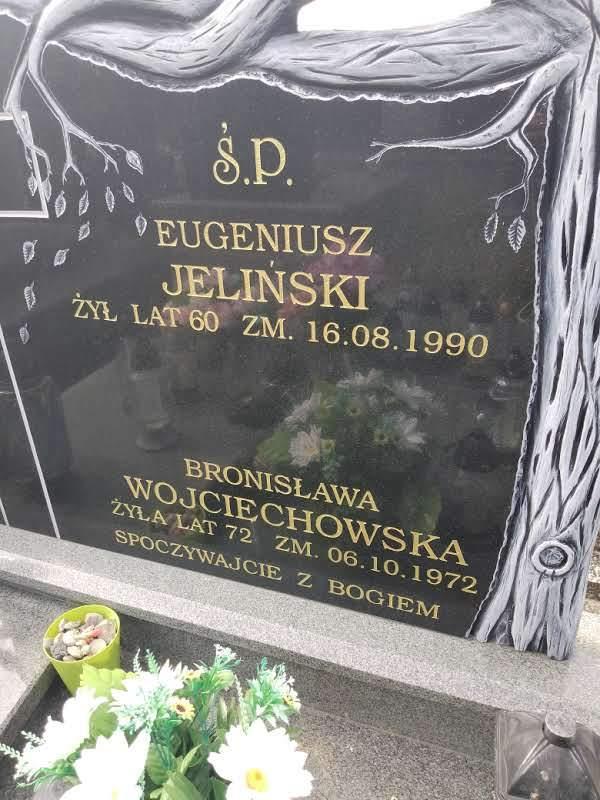 Ś.P.
EUGENIUSZ
JELIŃSKI
ŻYŁ LAT 60 ZM. 16.08.1990
BRONISŁAWA
WOJCIECHOWSKA
ŻYŁA LAT 72 ZM. 06.10.1972
SPOCZYWAJCIE Z BOGIEM